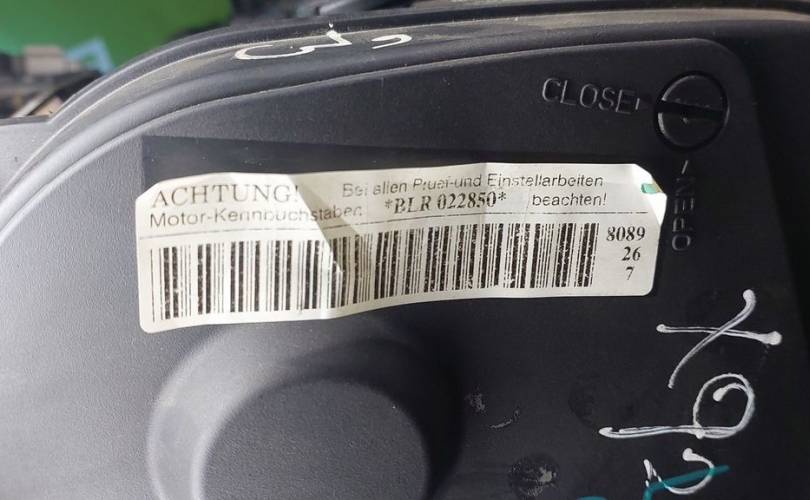 CLOSE
OPEN
ACHTUNG! Bei allen Pruef-und Einstellarbeiten
Motor-Kennbuchstaben *BLR 022850* beachten!
8089
26
7